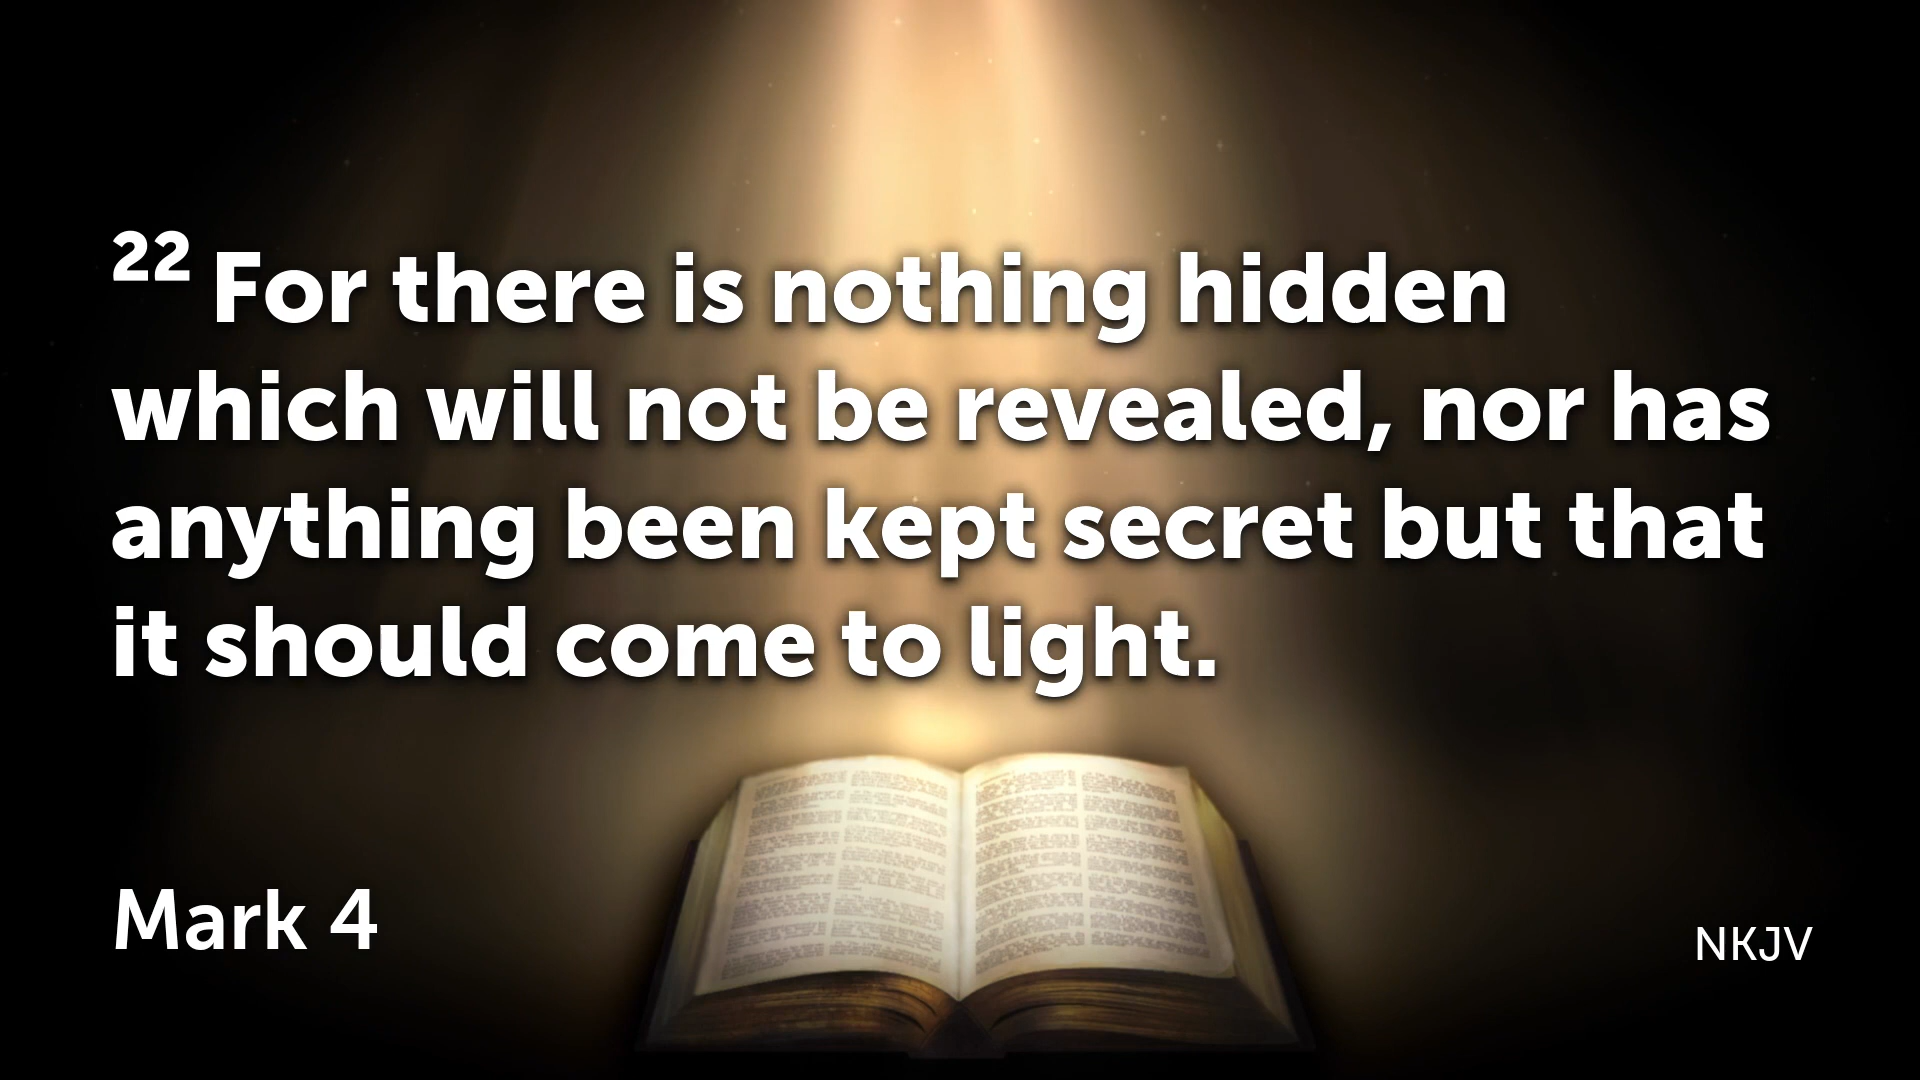 22 For there is nothing hidden
which will not be revealed, nor has
anything been kept secret but that
it should come to light.
Mark 4
NKJV